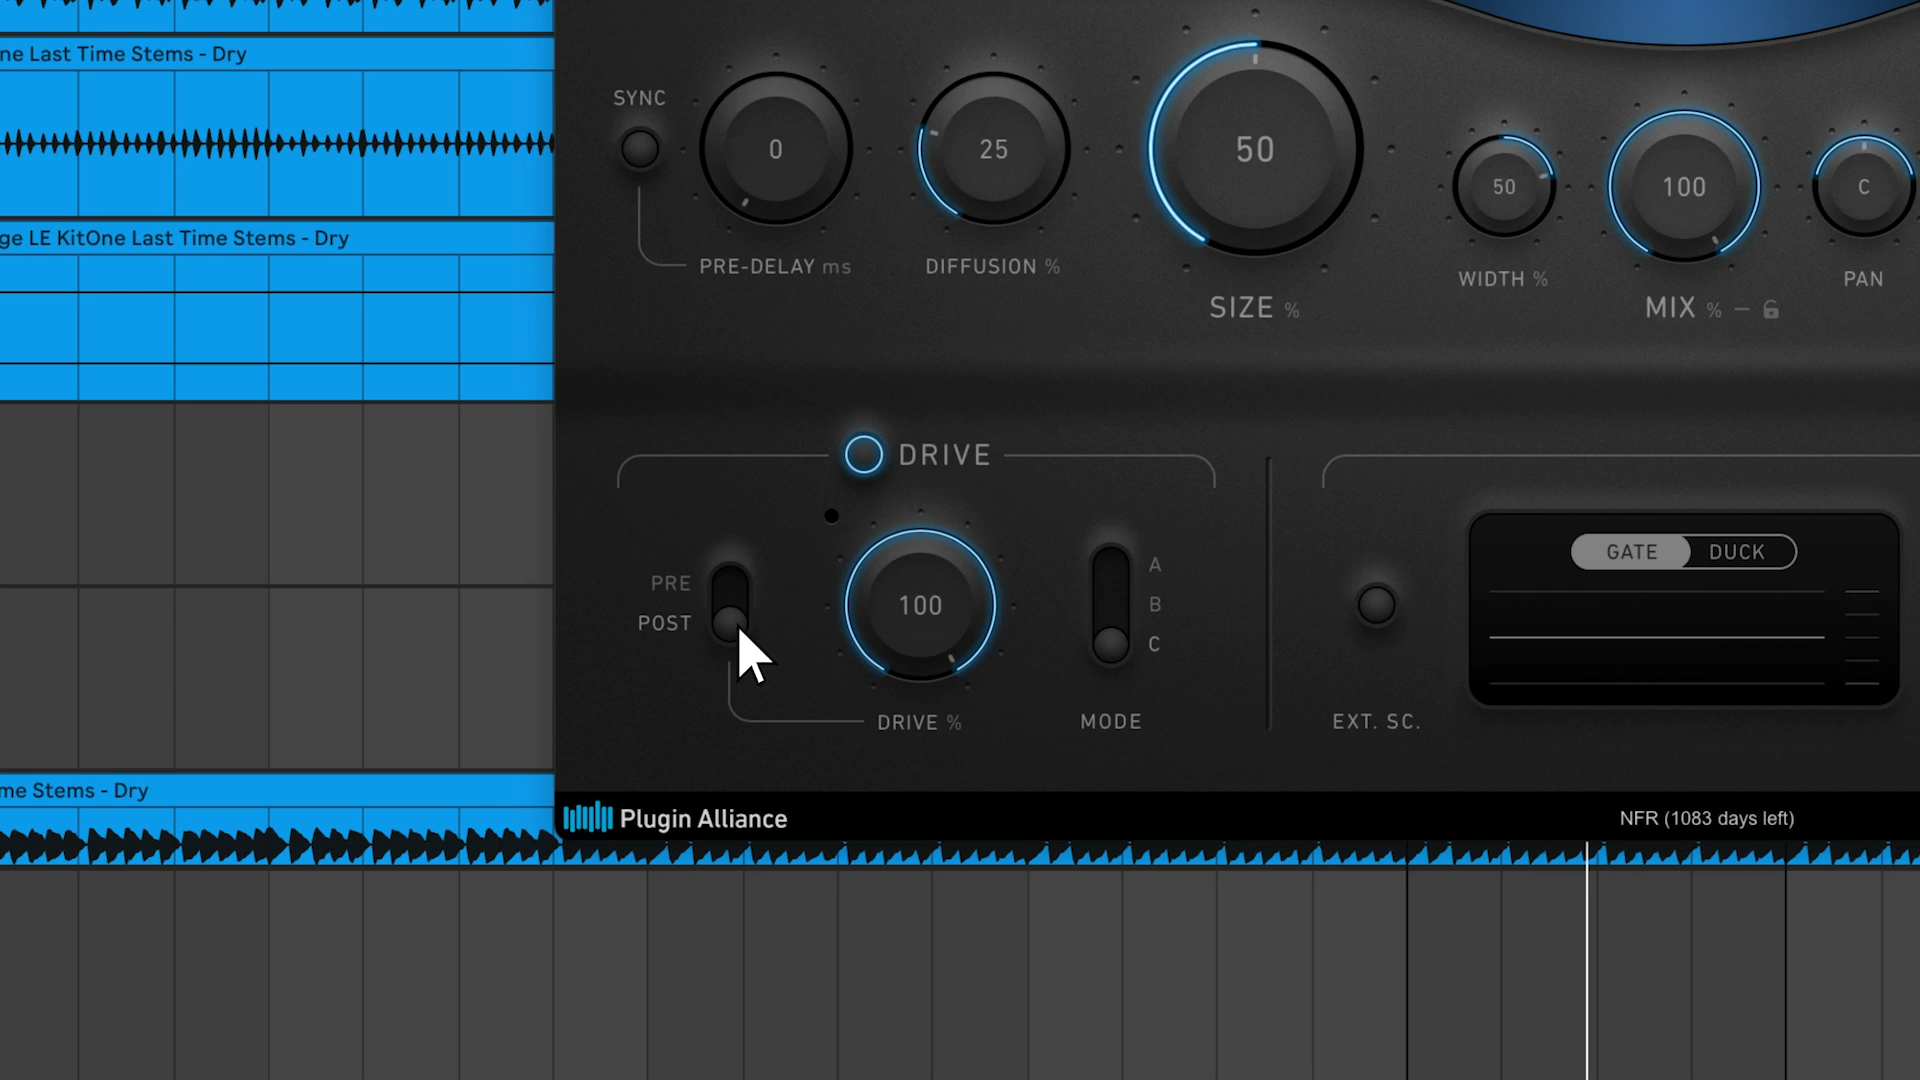 ne Last Time Stems - Dry
ge LE KitOne Last Time Stems - Dry
me Stems - Dry
SYNC
0
PRE-DELAY ms
25
DIFFUSION %
50
SIZE %
50
WIDTH %
100
MIX % –
C
PAN
DRIVE
PRE
POST
100
DRIVE %
A
B
C
MODE
EXT. SC.
GATE DUCK
Plugin Alliance
NFR (1083 days left)